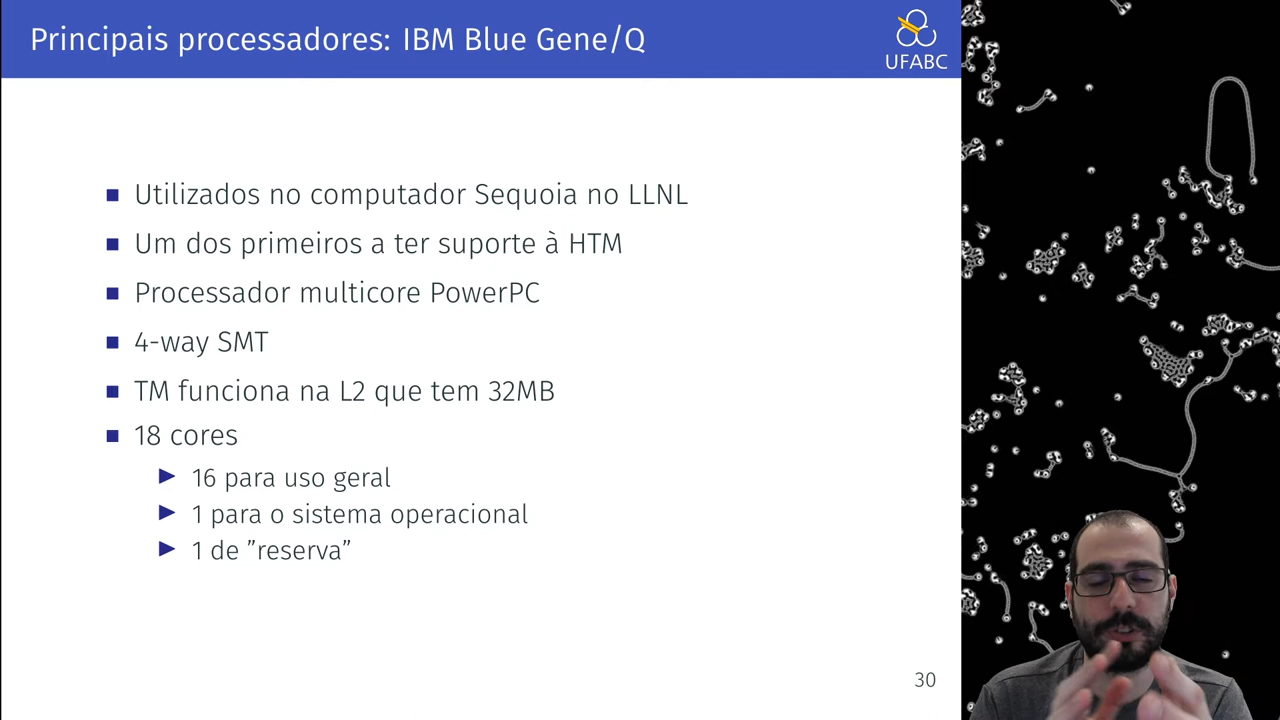 Principais processadores: IBM Blue Gene/Q
UFABC
Utilizados no computador Sequoia no LLNL
Um dos primeiros a ter suporte à HTM
Processador multicore PowerPC
4-way SMT
TM funciona na L2 que tem 32MB
18 cores
16 para uso geral
1 para o sistema operacional
1 de ”reserva”
30